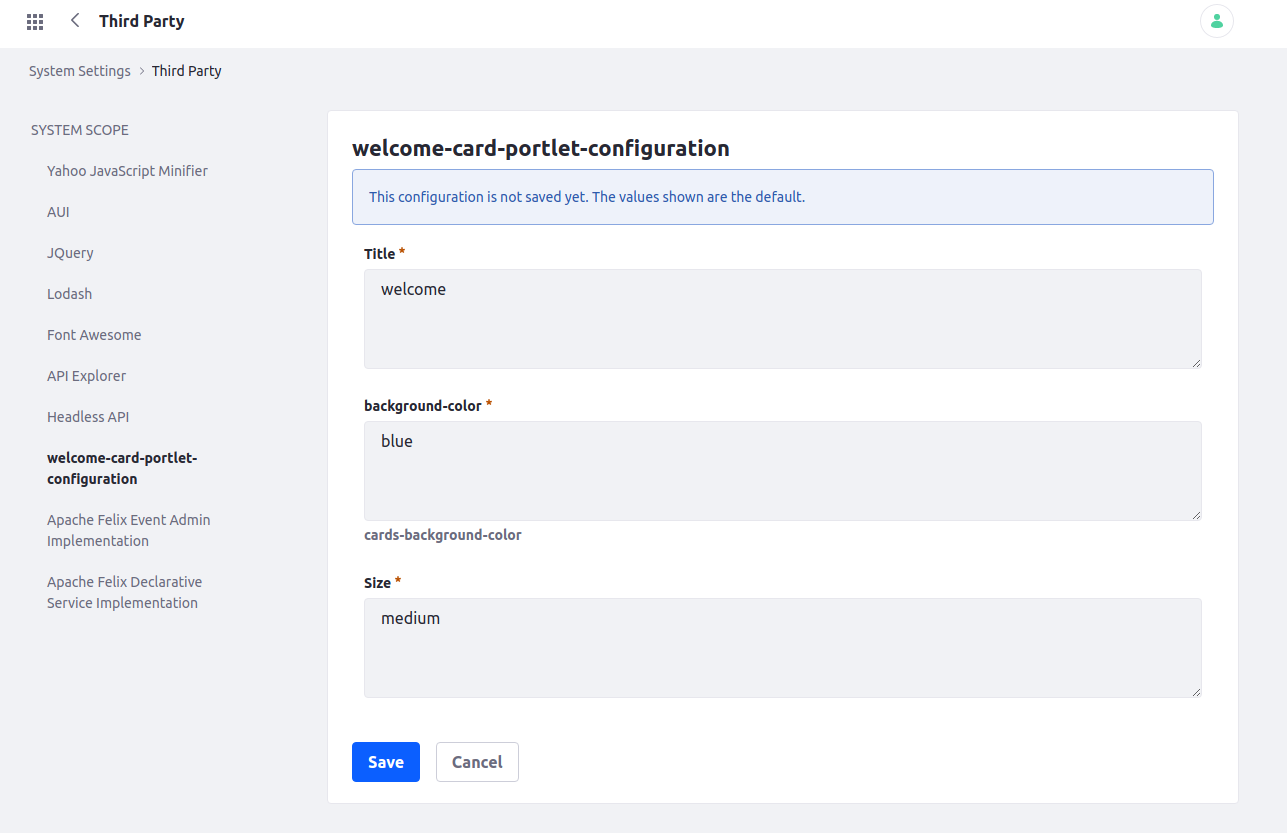 Third Party
System Settings > Third Party
SYSTEM SCOPE
Yahoo JavaScript Minifier
AUI
JQuery
Lodash
Font Awesome
API Explorer
Headless API
welcome-card-portlet-
configuration
Apache Felix Event Admin
Implementation
Apache Felix Declarative
Service Implementation
welcome-card-portlet-configuration
This configuration is not saved yet. The values shown are the default.
Title *
welcome
background-color *
blue
cards-background-color
Size *
medium
Save
Cancel